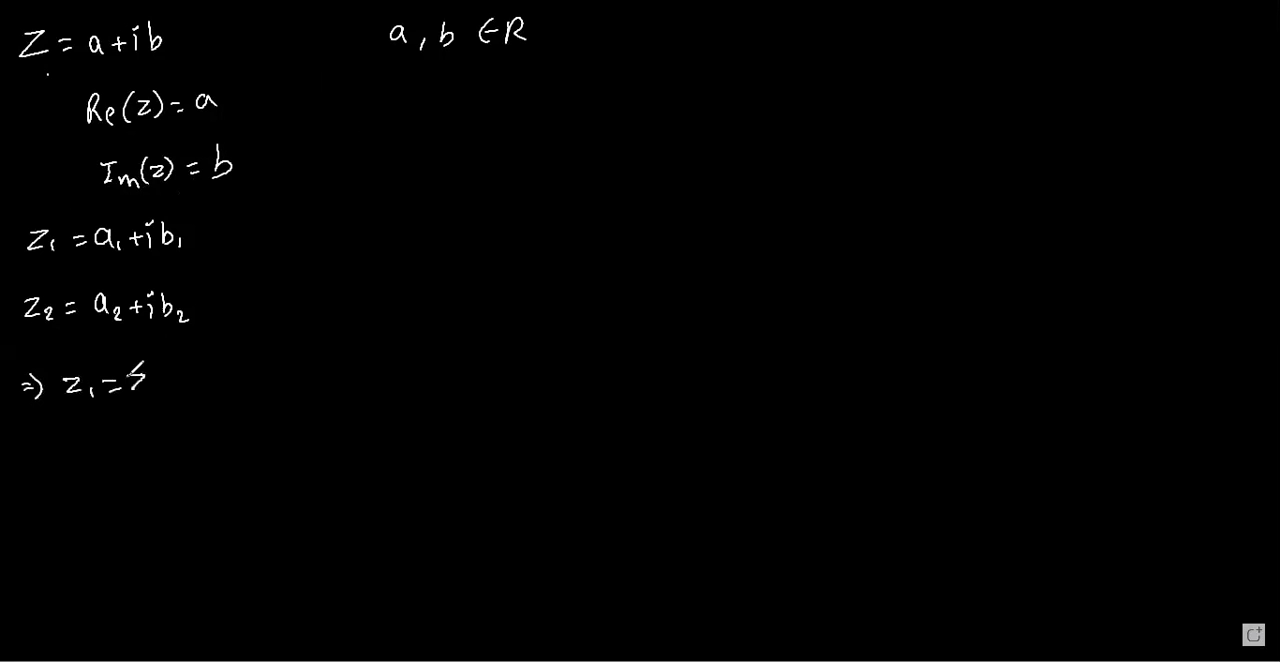 Z = a + ib a, b ∈ R
Re(z) = a
Im(z) = b
z₁ = a₁ + ib₁
z₂ = a₂ + ib₂
⇒ z₁ =